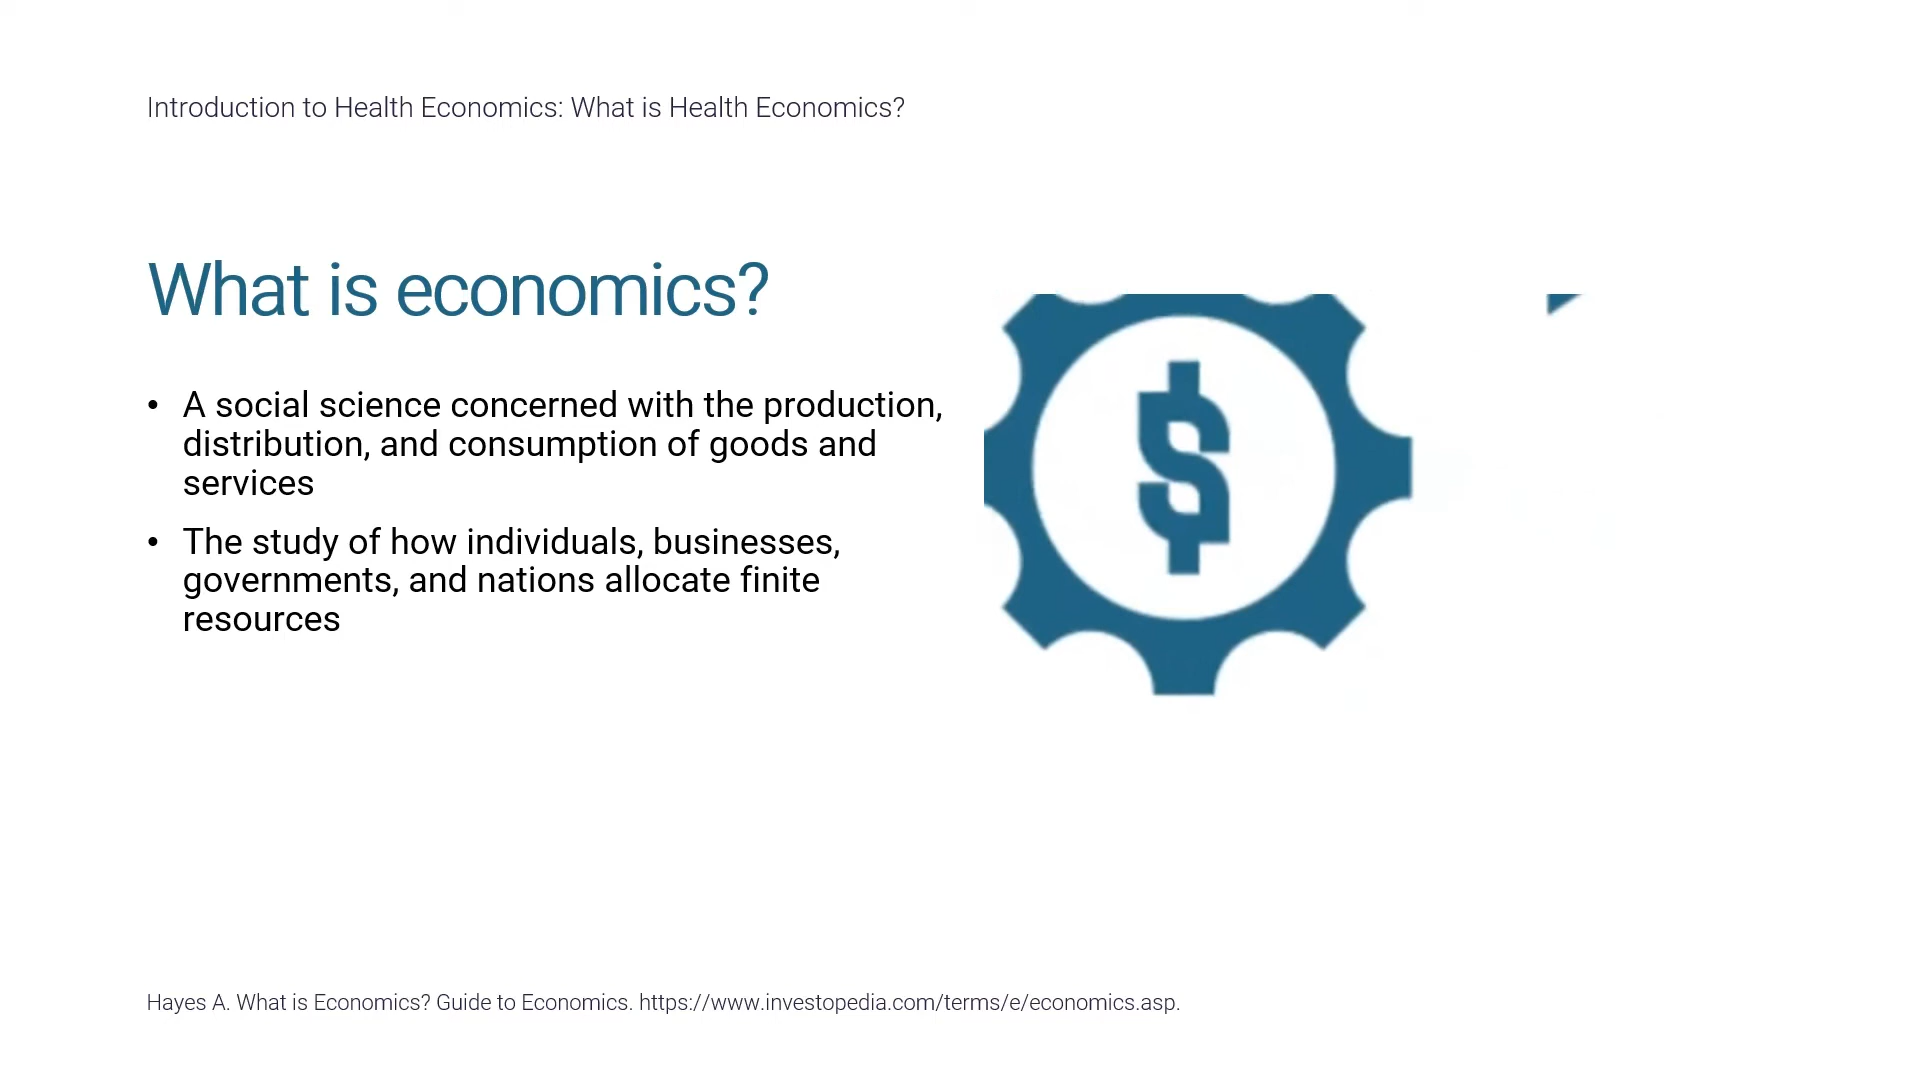 Introduction to Health Economics: What is Health Economics?
What is economics?
• A social science concerned with the production,
distribution, and consumption of goods and
services
• The study of how individuals, businesses,
governments, and nations allocate finite
resources
$
Hayes A. What is Economics? Guide to Economics. https://www.investopedia.com/terms/e/economics.asp.